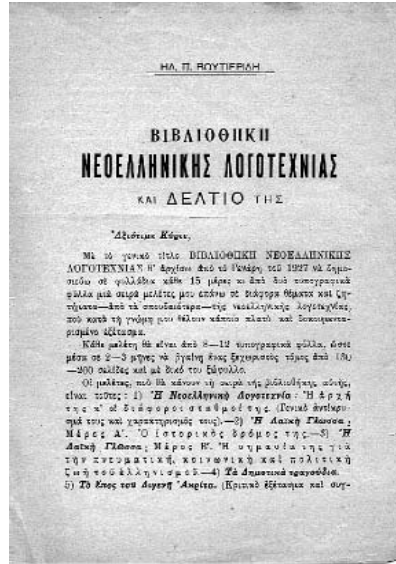 ΗΛ. Π. ΒΟΥΤΙΕΡΙΔΗ
ΒΙΒΛΙΟΘΗΚΗ
ΝΕΟΕΛΛΗΝΙΚΗΣ ΛΟΓΟΤΕΧΝΙΑΣ
ΚΑΙ ΔΕΛΤΙΟ ΤΗΣ
Ἀξιότιμε Κύριε,
Μὲ τὸ γενικὸ τίτλο ΒΙΒΛΙΟΘΗΚΗ ΝΕΟΕΛΛΗΝΙΚΗΣ
ΛΟΓΟΤΕΧΝΙΑΣ θ' ἀρχίσω ἀπὸ τὸ Γενάρη τοῦ 1927 νὰ δημο-
σιεύω σὲ φυλλάδια κάθε 15 μέρες κι ἀπὸ δυὸ τυπογραφικὰ
φύλλα μιὰ σειρὰ μελέτες μου ἐπάνω σὲ διάφορα θέματα καὶ ζη-
τήματα—ἀπὸ τὰ σπουδαιότερα—τῆς νεοελληνικῆς λογοτεχνίας,
ποὺ κατὰ τὴ γνώμη μου θέλουν κάποιο πλατὺ καὶ δοκουμεντα-
ρισμένο ἐξέτασμα.
Κάθε μελέτη θὰ εἶναι ἀπὸ 8—12 τυπογραφικὰ φύλλα, ὥστε
μέσα σὲ 2—3 μῆνες νὰ βγαίνῃ ἕνας ξεχωριστὸς τόμος ἀπὸ 130
—200 σελίδες καὶ μὲ δικό του ξώφυλλο.
Οἱ μελέτες, ποὺ θὰ κάνουν τὴ σειρὰ τῆς βιβλιοθήκης αὐτῆς,
εἶναι τοῦτες : 1) Ἡ Νεοελληνικὴ Λογοτεχνία : Ἡ ἀρχή
της κ' οἱ διάφοροι σταθμοί της. (Γενικὸ ἀντίκρυ-
σμά τους καὶ χαρακτηρισμός τους).—2) Ἡ Λαϊκὴ Γλῶσσα ;
Μέρος Α'. Ὁ ἱστορικὸς δρόμος της.—3) Ἡ
Λαϊκὴ Γλῶσσα ; Μέρος Β'. Ἡ σημασία της γιὰ
τὴν πνευματική, κοινωνικὴ καὶ πολιτικὴ
ζωὴ τοῦ ἑλληνισμοῦ.—4) Τὰ Δημοτικὰ τραγούδια.
5) Τὸ ἔπος τοῦ Διγενῆ Ἀκρίτα. (Κριτικὸ ἐξέτασμα καὶ συγ-